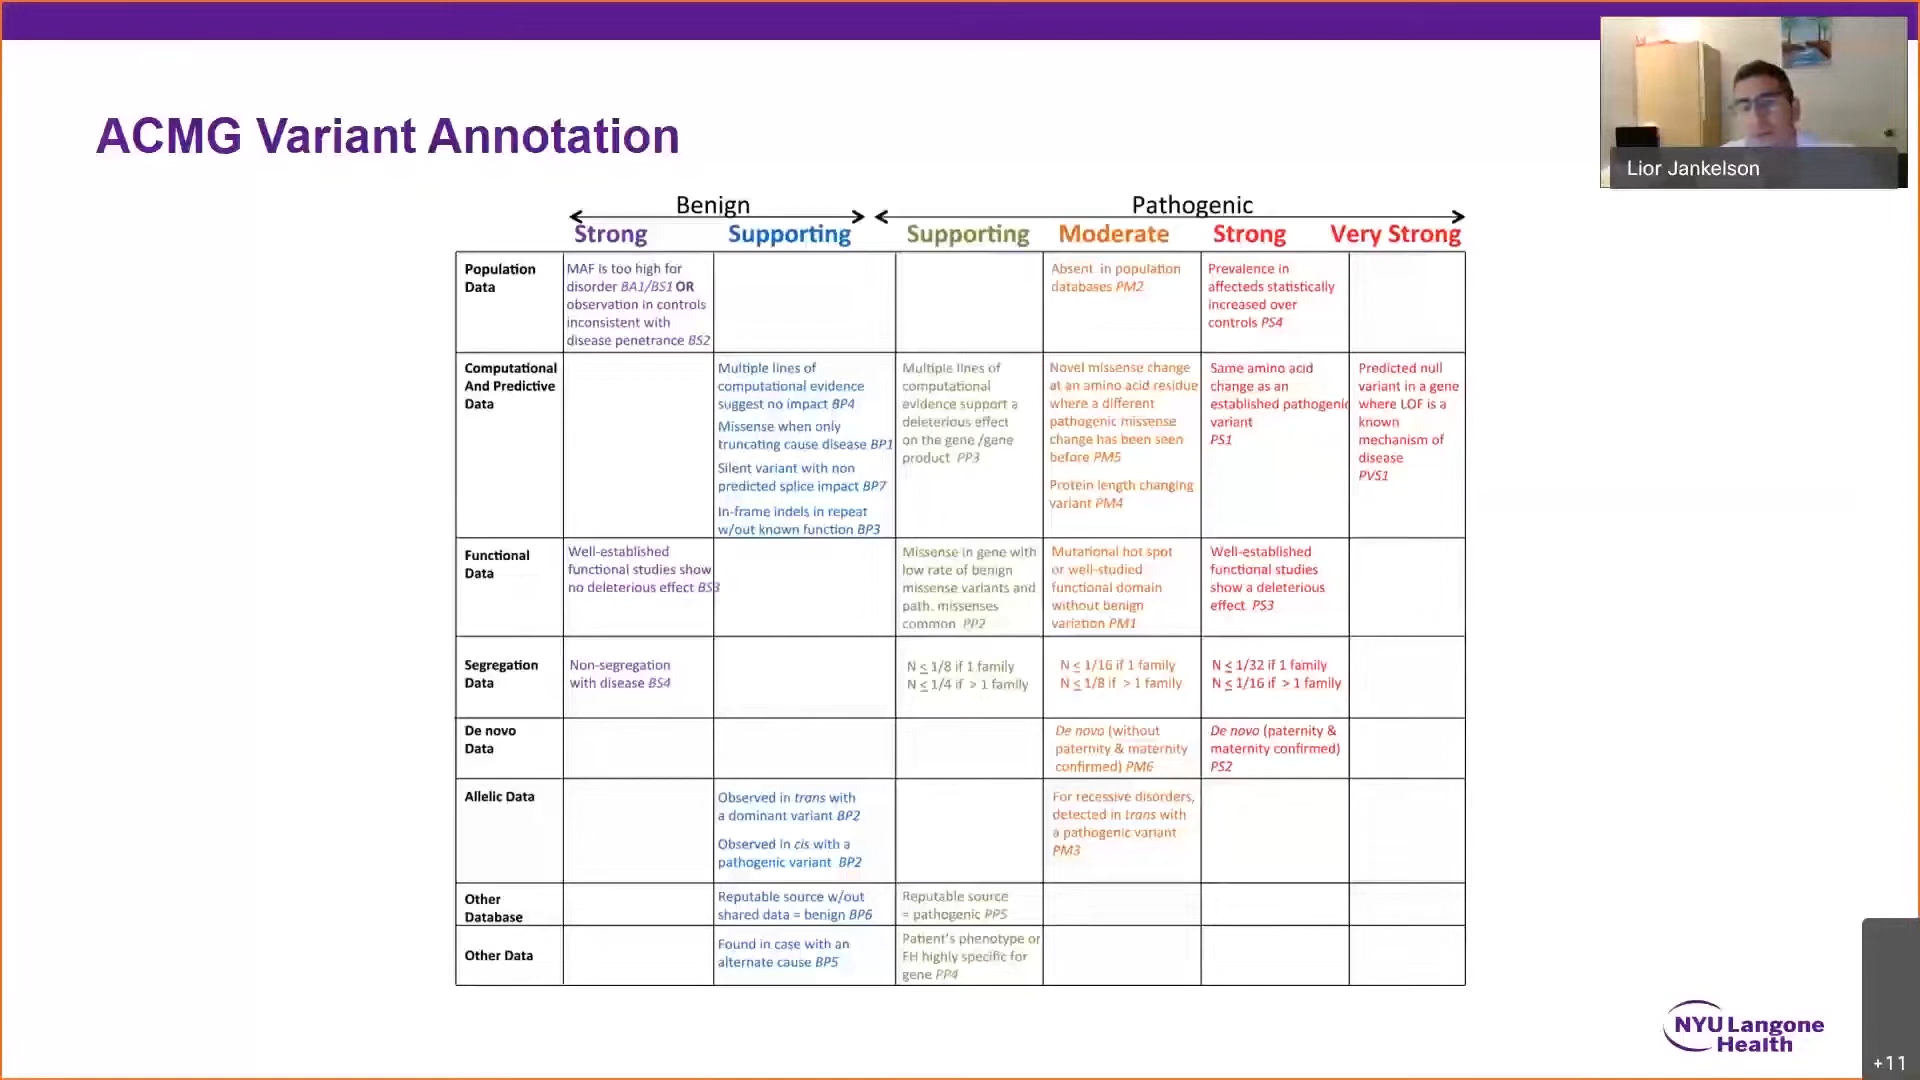 Lior Jankelson
ACMG Variant Annotation
Benign
Pathogenic
Strong
Supporting
Supporting
Moderate
Strong
Very Strong
Population
Data
MAF is too high for
disorder BA1/BS1 OR
observation in controls
inconsistent with
disease penetrance BS2
Absent in population
databases PM2
Prevalence in
affecteds statistically
increased over
controls PS4
Computational
And Predictive
Data
Multiple lines of
computational evidence
suggest no impact BP4
Missense when only
truncating cause disease BP1
Silent variant with non
predicted splice impact BP7
In-frame indels in repeat
w/out known function BP3
Multiple lines of
computational
evidence support a
deleterious effect
on the gene /gene
product PP3
Novel missense change
at an amino acid residue
where a different
pathogenic missense
change has been seen
before PM5
Protein length changing
variant PM4
Same amino acid
change as an
established pathogenic
variant
PS1
Predicted null
variant in a gene
where LOF is a
known
mechanism of
disease
PVS1
Functional
Data
Well-established
functional studies show
no deleterious effect BS3
Missense in gene with
low rate of benign
missense variants and
path. missenses
common PP2
Mutational hot spot
or well-studied
functional domain
without benign
variation PM1
Well-established
functional studies
show a deleterious
effect PS3
Segregation
Data
Non-segregation
with disease BS4
N ≤ 1/8 if 1 family
N ≤ 1/4 if > 1 family
N ≤ 1/16 if 1 family
N ≤ 1/8 if > 1 family
N ≤ 1/32 if 1 family
N ≤ 1/16 if > 1 family
De novo
Data
De novo (without
paternity & maternity
confirmed) PM6
De novo (paternity &
maternity confirmed)
PS2
Allelic Data
Observed in trans with
a dominant variant BP2
Observed in cis with a
pathogenic variant BP2
For recessive disorders,
detected in trans with
a pathogenic variant
PM3
Other
Database
Reputable source w/out
shared data = benign BP6
Reputable source
= pathogenic PP5
Other Data
Found in case with an
alternate cause BP5
Patient's phenotype or
FH highly specific for
gene PP4
NYU Langone
Health
+11